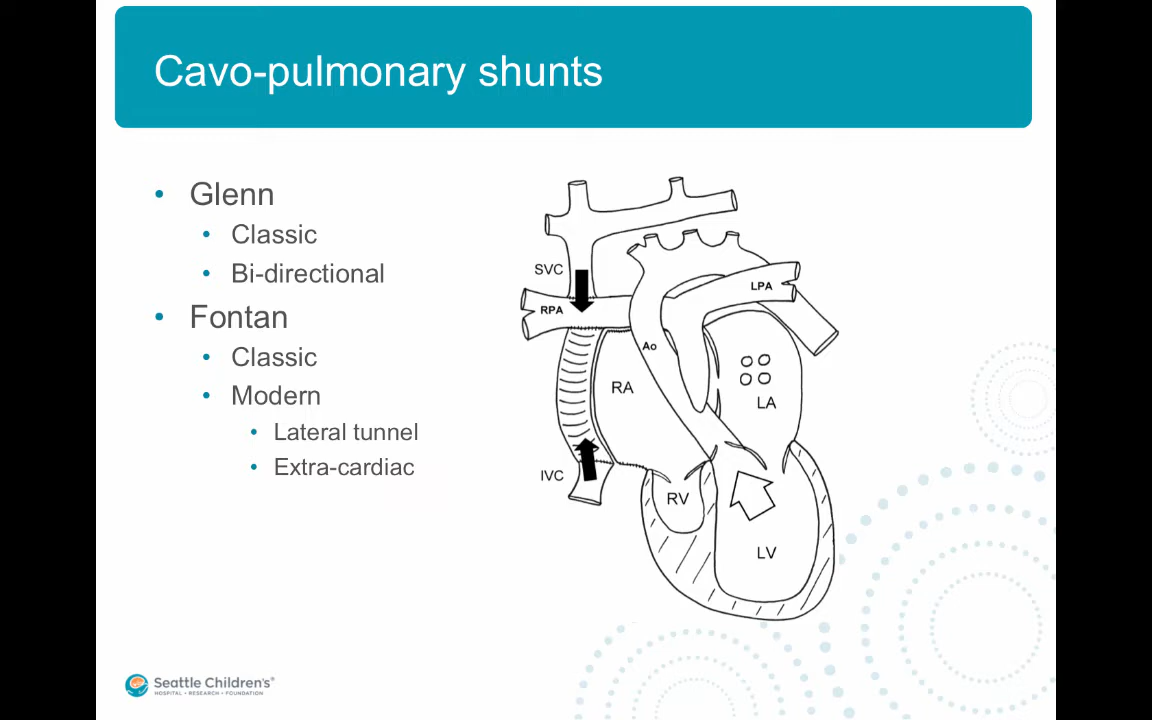 Cavo-pulmonary shunts
• Glenn
• Classic
• Bi-directional
• Fontan
• Classic
• Modern
• Lateral tunnel
• Extra-cardiac
SVC
RPA
LPA
Ao
RA
LA
IVC
RV
LV
Seattle Children's®
HOSPITAL • RESEARCH • FOUNDATION